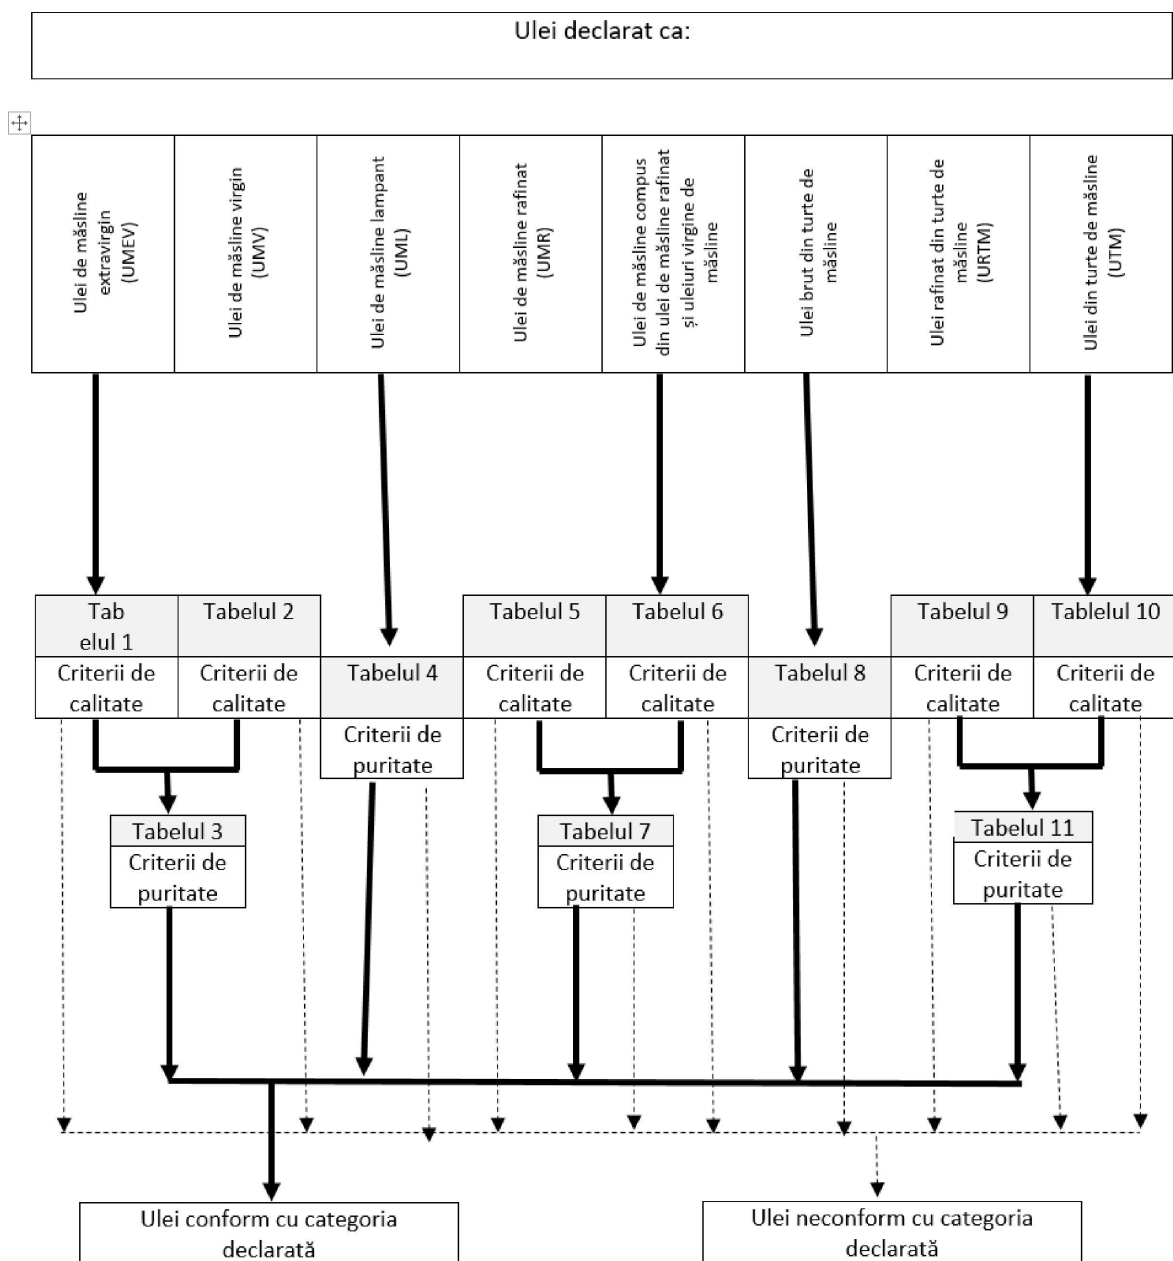 Ulei declarat ca:
Ulei de măsline
extravirgin
(UMEV)
Ulei de măsline virgin
(UMV)
Ulei de măsline lampant
(UML)
Ulei de măsline rafinat
(UMR)
Ulei de măsline compus
din ulei de măsline rafinat
și uleiuri virgine de
măsline
Ulei brut din turte de
măsline
Ulei rafinat din turte de
măsline
(URTM)
Ulei din turte de măsline
(UTM)
Tab
elul 1
Criterii de
calitate
Tabelul 2
Criterii de
calitate
Tabelul 4
Criterii de
puritate
Tabelul 5
Criterii de
calitate
Tabelul 6
Criterii de
calitate
Tabelul 8
Criterii de
puritate
Tabelul 9
Criterii de
calitate
Tablelul 10
Criterii de
calitate
Tabelul 3
Criterii de
puritate
Tabelul 7
Criterii de
puritate
Tabelul 11
Criterii de
puritate
Ulei conform cu categoria
declarată
Ulei neconform cu categoria
declarată